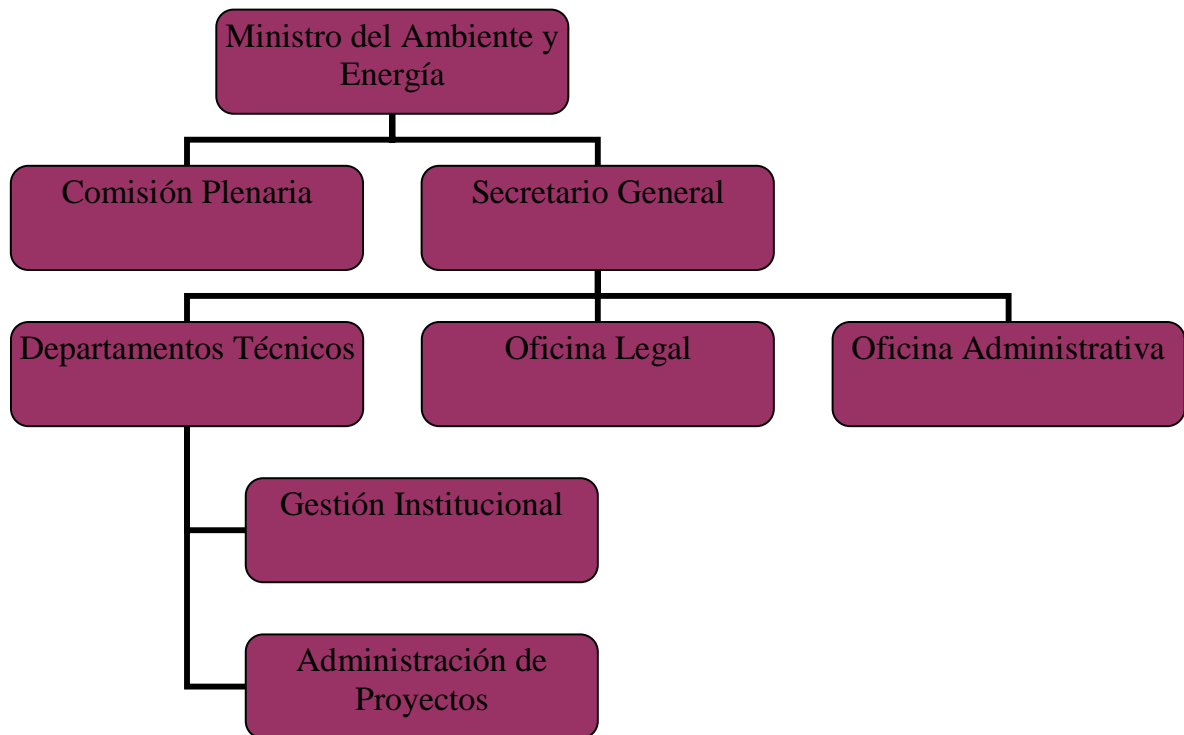 Ministro del Ambiente y
Energía
Comisión Plenaria
Secretario General
Departamentos Técnicos
Oficina Legal
Oficina Administrativa
Gestión Institucional
Administración de
Proyectos